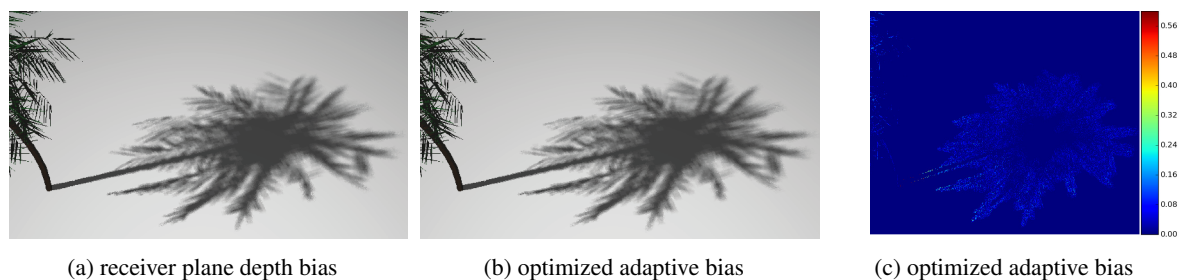 0.56
0.48
0.40
0.32
0.24
0.16
0.08
0.00
(a) receiver plane depth bias
(b) optimized adaptive bias
(c) optimized adaptive bias